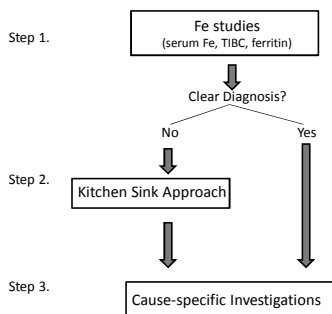 Step 1.
Fe studies
(serum Fe, TIBC, ferritin)
Clear Diagnosis?
No
Yes
Step 2.
Kitchen Sink Approach
Step 3.
Cause-specific Investigations